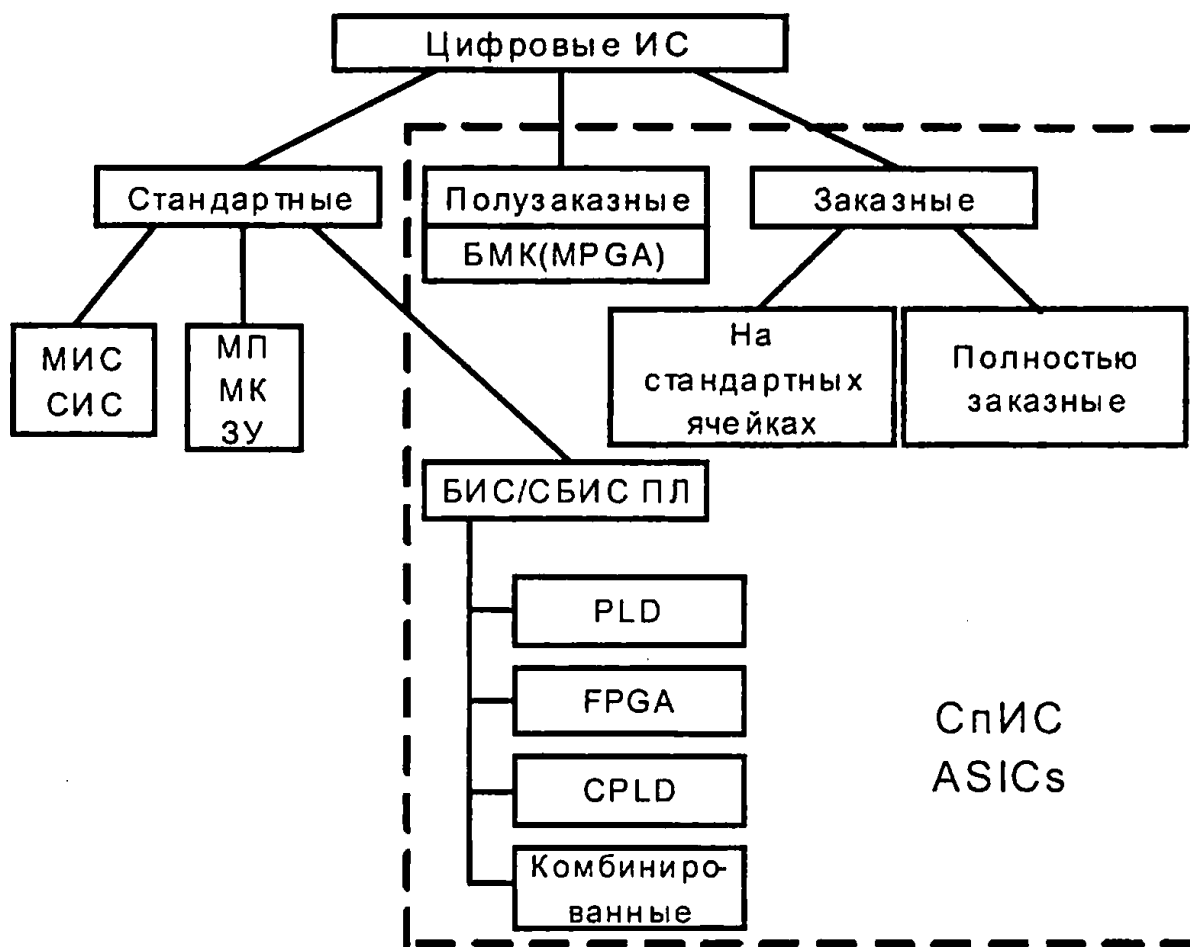 Цифровые ИС
Стандартные
Полузаказные
БМК(MPGA)
Заказные
МИС
СИС
МП
МК
ЗУ
На
стандартных
ячейках
Полностью
заказные
БИС/СБИС ПЛ
PLD
FPGA
CPLD
Комбиниро-
ванные
СпИС
ASICs